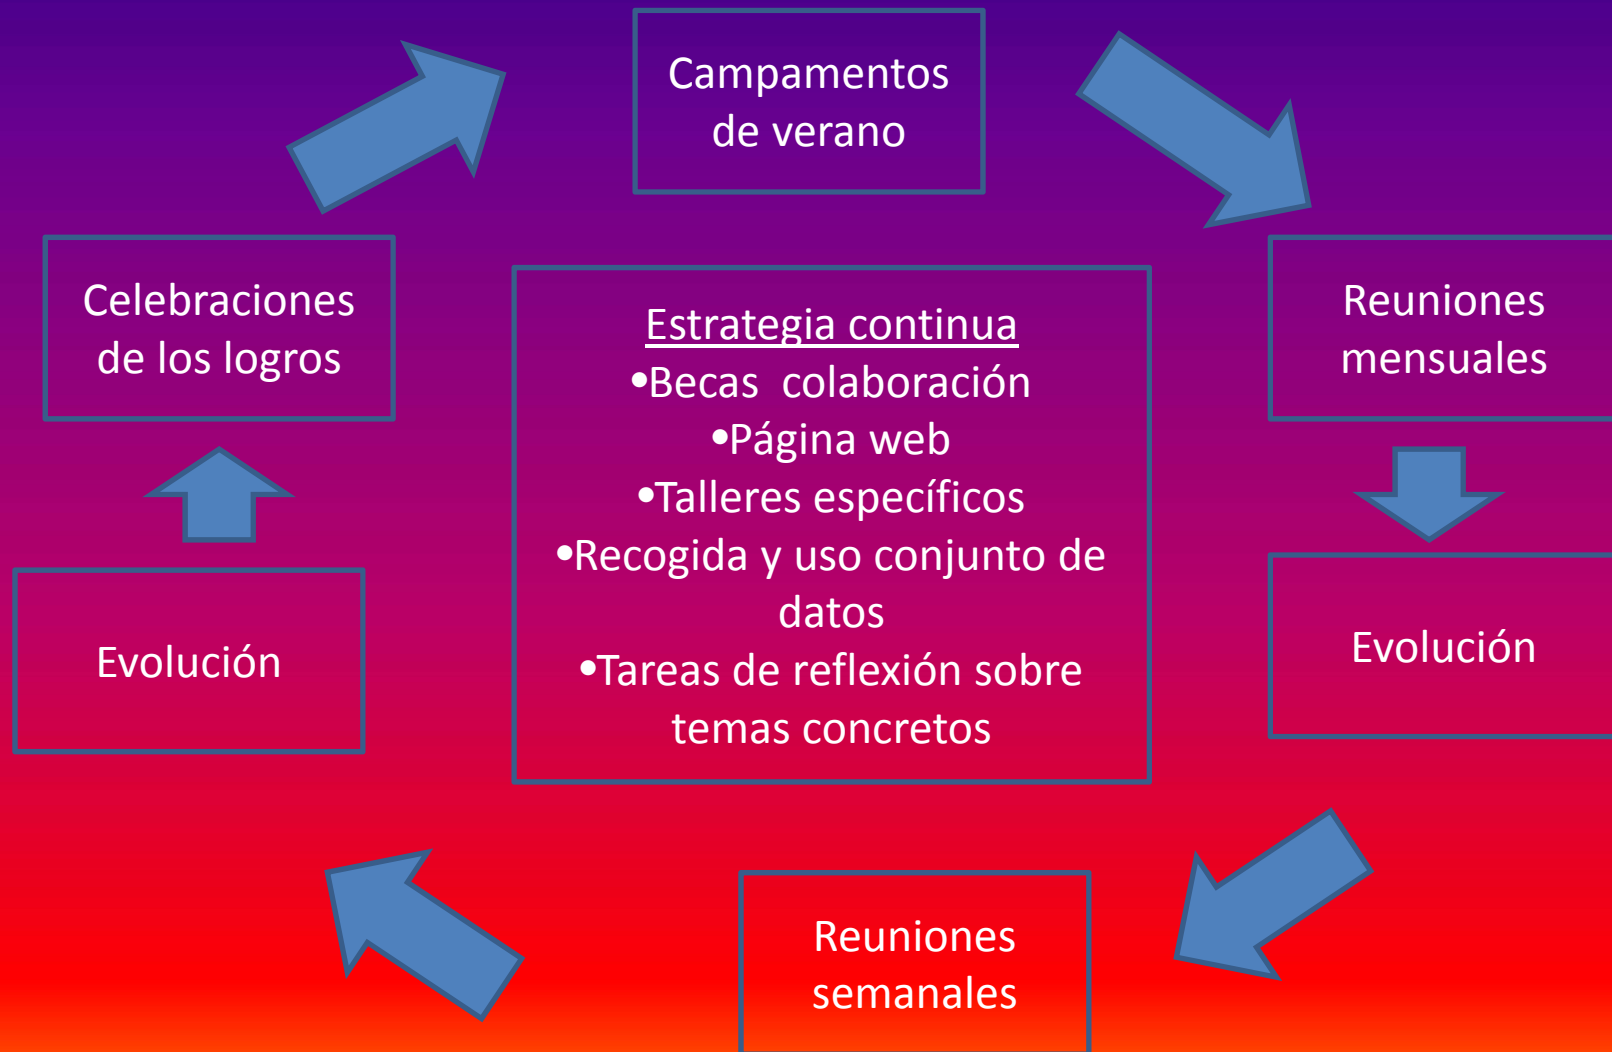 Campamentos
de verano
Celebraciones
de los logros
Reuniones
mensuales
Estrategia continua
•Becas  colaboración
•Página web
•Talleres específicos
•Recogida y uso conjunto de
datos
•Tareas de reflexión sobre
temas concretos
Evolución
Evolución
Reuniones
semanales